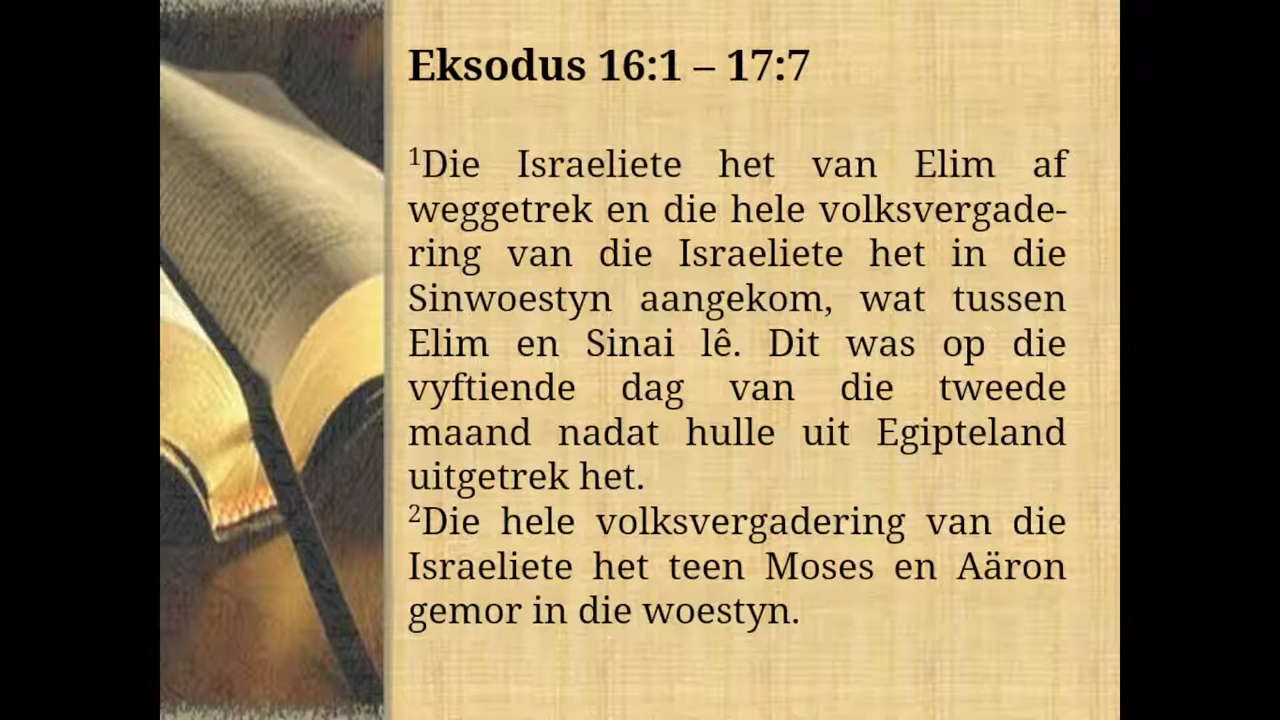 Eksodus 16:1 – 17:7
¹Die Israeliete het van Elim af
weggetrek en die hele volksvergade-
ring van die Israeliete het in die
Sinwoestyn aangekom, wat tussen
Elim en Sinai lê. Dit was op die
vyftiende dag van die tweede
maand nadat hulle uit Egipteland
uitgetrek het.
²Die hele volksvergadering van die
Israeliete het teen Moses en Aäron
gemor in die woestyn.